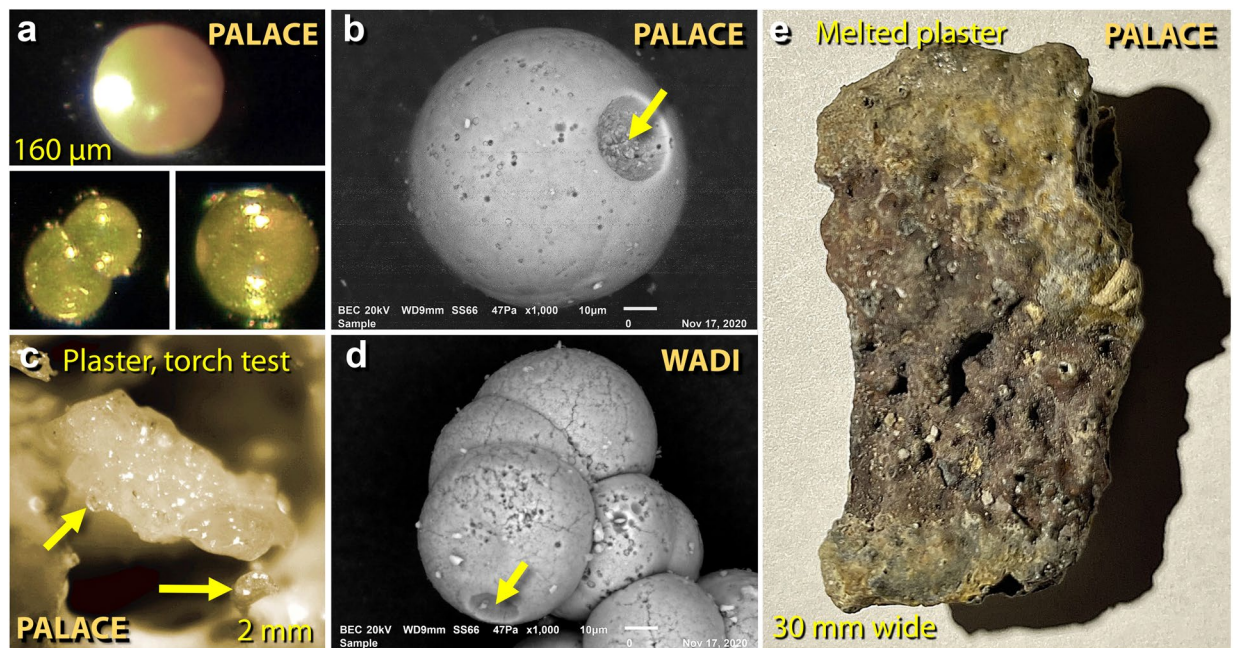 a
PALACE
160 µm
b
PALACE
BEC 20kV WD9mm SS66 47Pa x1,000 10µm
Sample 0 Nov 17, 2020
c Plaster, torch test
PALACE
2 mm
d
WADI
BEC 20kV WD9mm SS66 47Pa x1,000 10µm
Sample 0 Nov 17, 2020
e Melted plaster PALACE
30 mm wide